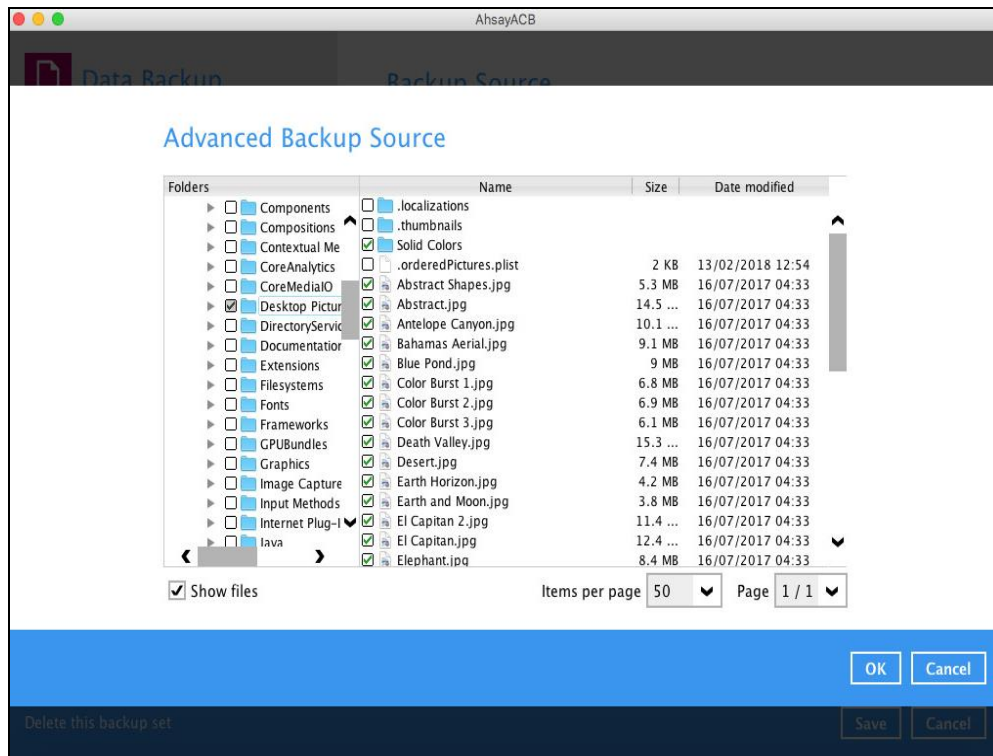 AhsayACB
Data Backup
Backup Source
Advanced Backup Source
Folders
Components
Compositions
Contextual Me
CoreAnalytics
CoreMediaIO
Desktop Pictur
DirectoryServic
Documentation
Extensions
Filesystems
Fonts
Frameworks
GPUBundles
Graphics
Image Capture
Input Methods
Internet Plug-I
Java
Name Size Date modified
.localizations
.thumbnails
Solid Colors
.orderedPictures.plist 2 KB 13/02/2018 12:54
Abstract Shapes.jpg 5.3 MB 16/07/2017 04:33
Abstract.jpg 14.5 ... 16/07/2017 04:33
Antelope Canyon.jpg 10.1 ... 16/07/2017 04:33
Bahamas Aerial.jpg 9.1 MB 16/07/2017 04:33
Blue Pond.jpg 9 MB 16/07/2017 04:33
Color Burst 1.jpg 6.8 MB 16/07/2017 04:33
Color Burst 2.jpg 6.9 MB 16/07/2017 04:33
Color Burst 3.jpg 6.1 MB 16/07/2017 04:33
Death Valley.jpg 15.3 ... 16/07/2017 04:33
Desert.jpg 7.4 MB 16/07/2017 04:33
Earth Horizon.jpg 4.2 MB 16/07/2017 04:33
Earth and Moon.jpg 3.8 MB 16/07/2017 04:33
El Capitan 2.jpg 11.4 ... 16/07/2017 04:33
El Capitan.jpg 12.4 ... 16/07/2017 04:33
Elephant.jpg 8.4 MB 16/07/2017 04:33
Show files
Items per page 50 Page 1 / 1
OK Cancel
Delete this backup set
Save Cancel